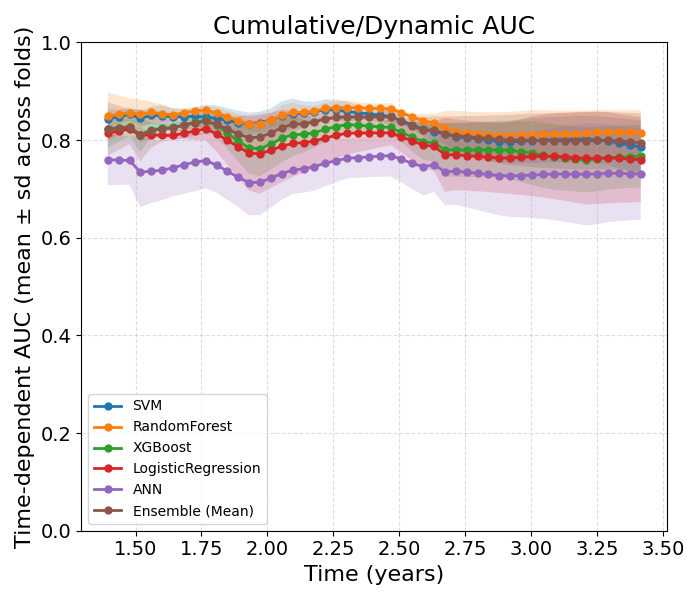 Cumulative/Dynamic AUC
Time-dependent AUC (mean ± sd across folds)
1.0
0.8
0.6
0.4
0.2
0.0
SVM
RandomForest
XGBoost
LogisticRegression
ANN
Ensemble (Mean)
1.50 1.75 2.00 2.25 2.50 2.75 3.00 3.25 3.50
Time (years)